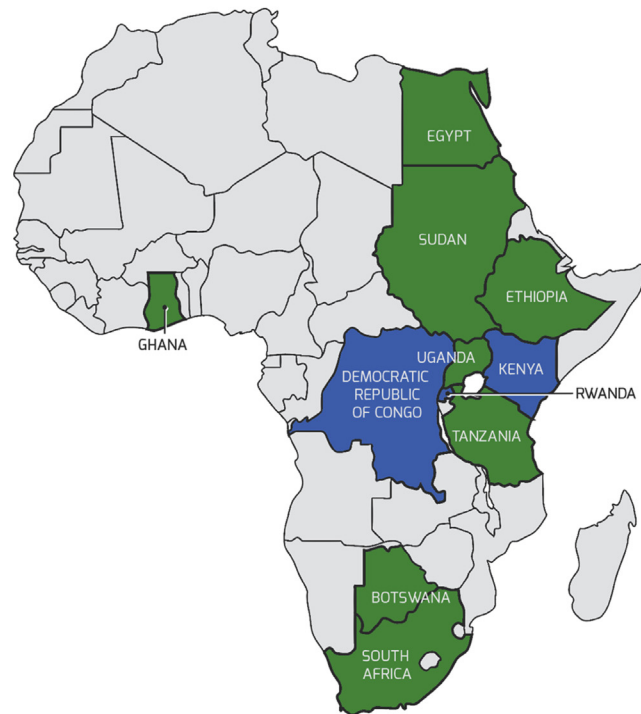 EGYPT
SUDAN
ETHIOPIA
GHANA
UGANDA
KENYA
DEMOCRATIC
REPUBLIC
OF CONGO
RWANDA
TANZANIA
BOTSWANA
SOUTH
AFRICA